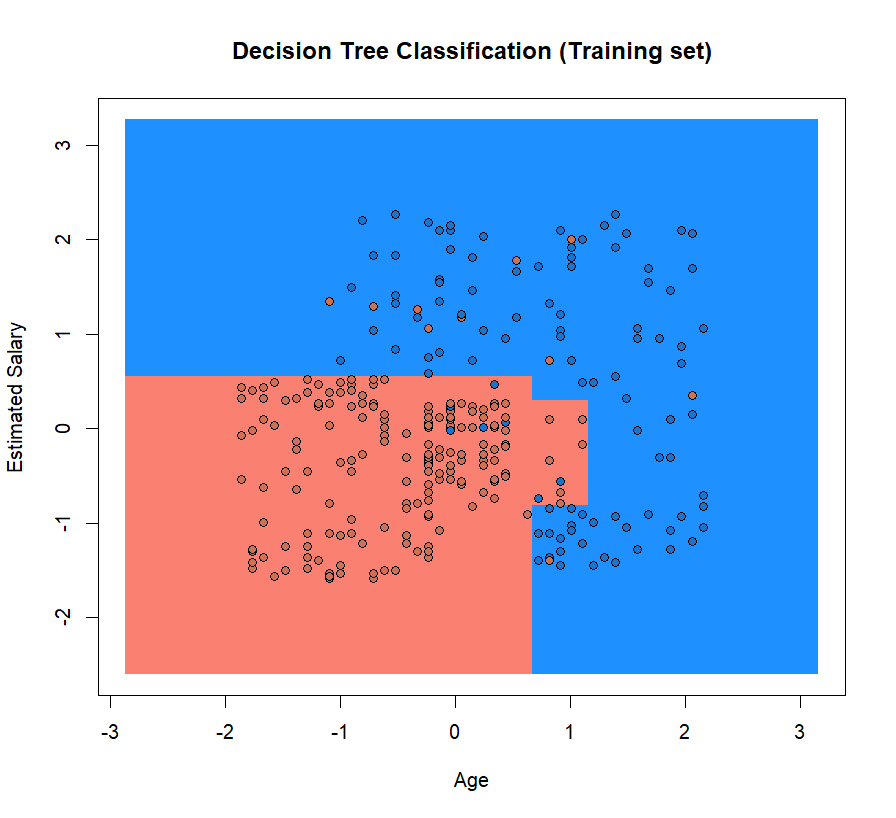 Decision Tree Classification (Training set)
3
2
1
0
-1
-2
Estimated Salary
-3 -2 -1 0 1 2 3
Age